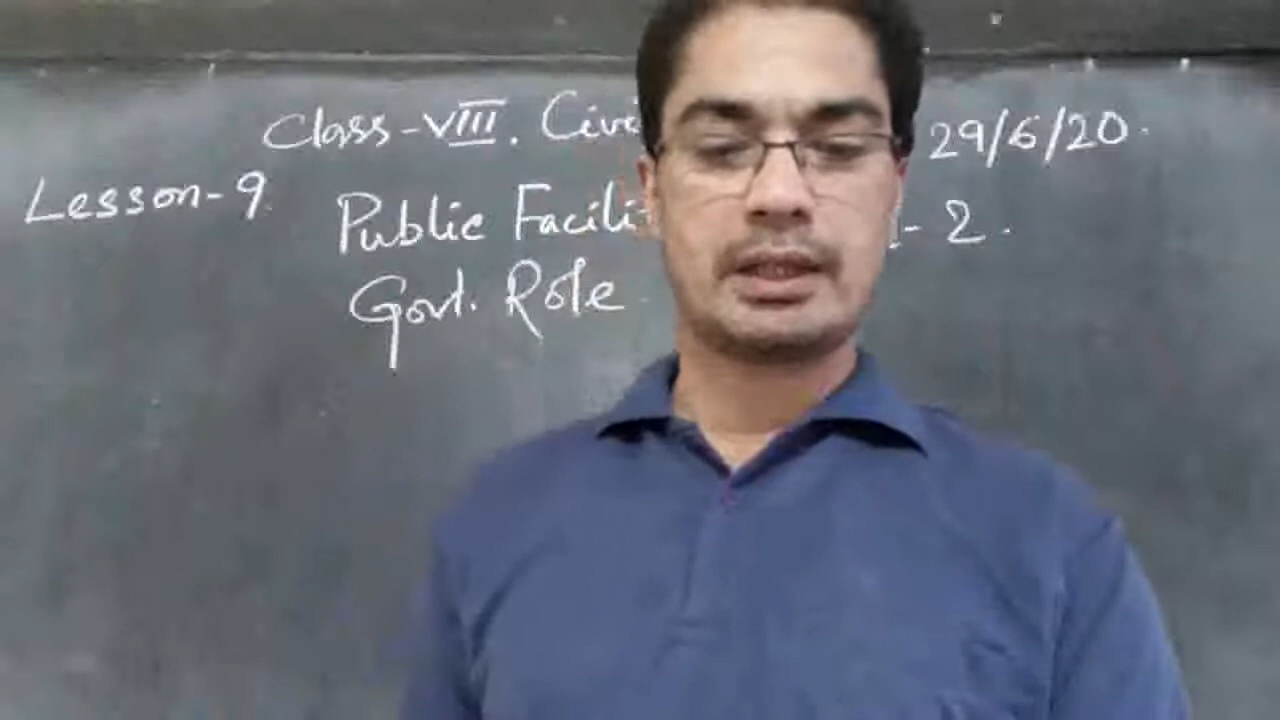 Class-VIII. Civi 29/6/20.
Lesson-9.
Public Facili - 2.
Govt. Role